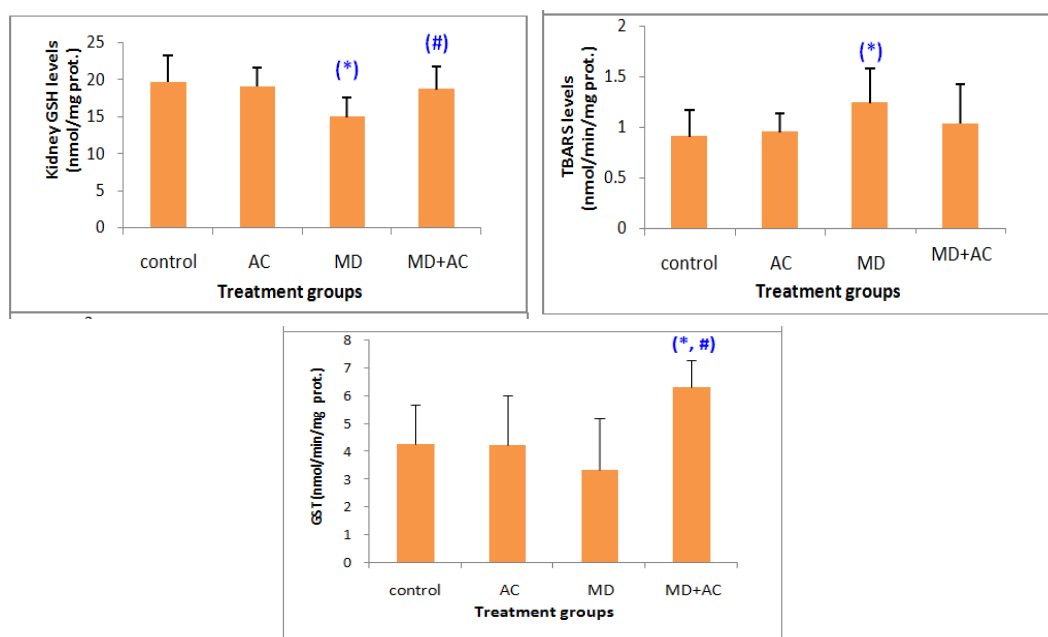 Kidney GSH levels
(nmol/mg prot.)
25
20
15
10
5
0
(*)
(#)
control AC MD MD+AC
Treatment groups
TBARS levels
(nmol/min/mg prot.)
2
1.5
1
0.5
0
(*)
control AC MD MD+AC
Treatment groups
GST (nmol/min/mg prot.)
8
7
6
5
4
3
2
1
0
(*, #)
control AC MD MD+AC
Treatment groups